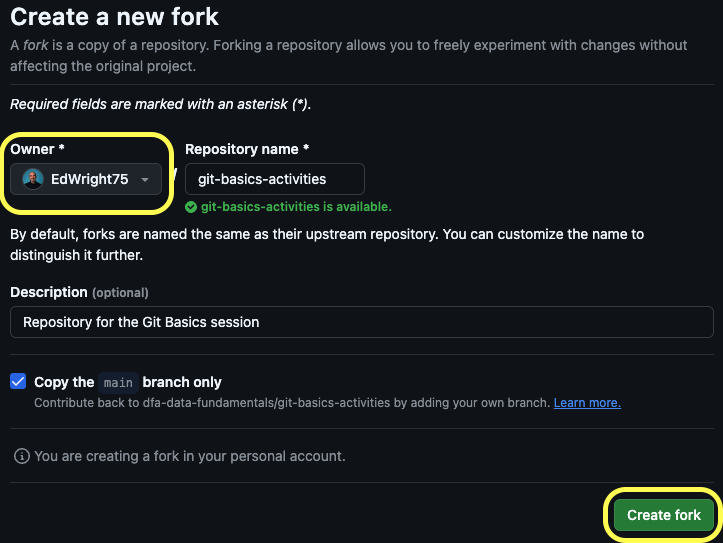 Create a new fork
A fork is a copy of a repository. Forking a repository allows you to freely experiment with changes without
affecting the original project.
Required fields are marked with an asterisk (*).
Owner *
Repository name *
EdWright75
/
git-basics-activities
git-basics-activities is available.
By default, forks are named the same as their upstream repository. You can customize the name to
distinguish it further.
Description (optional)
Repository for the Git Basics session
Copy the main branch only
Contribute back to dfa-data-fundamentals/git-basics-activities by adding your own branch. Learn more.
You are creating a fork in your personal account.
Create fork